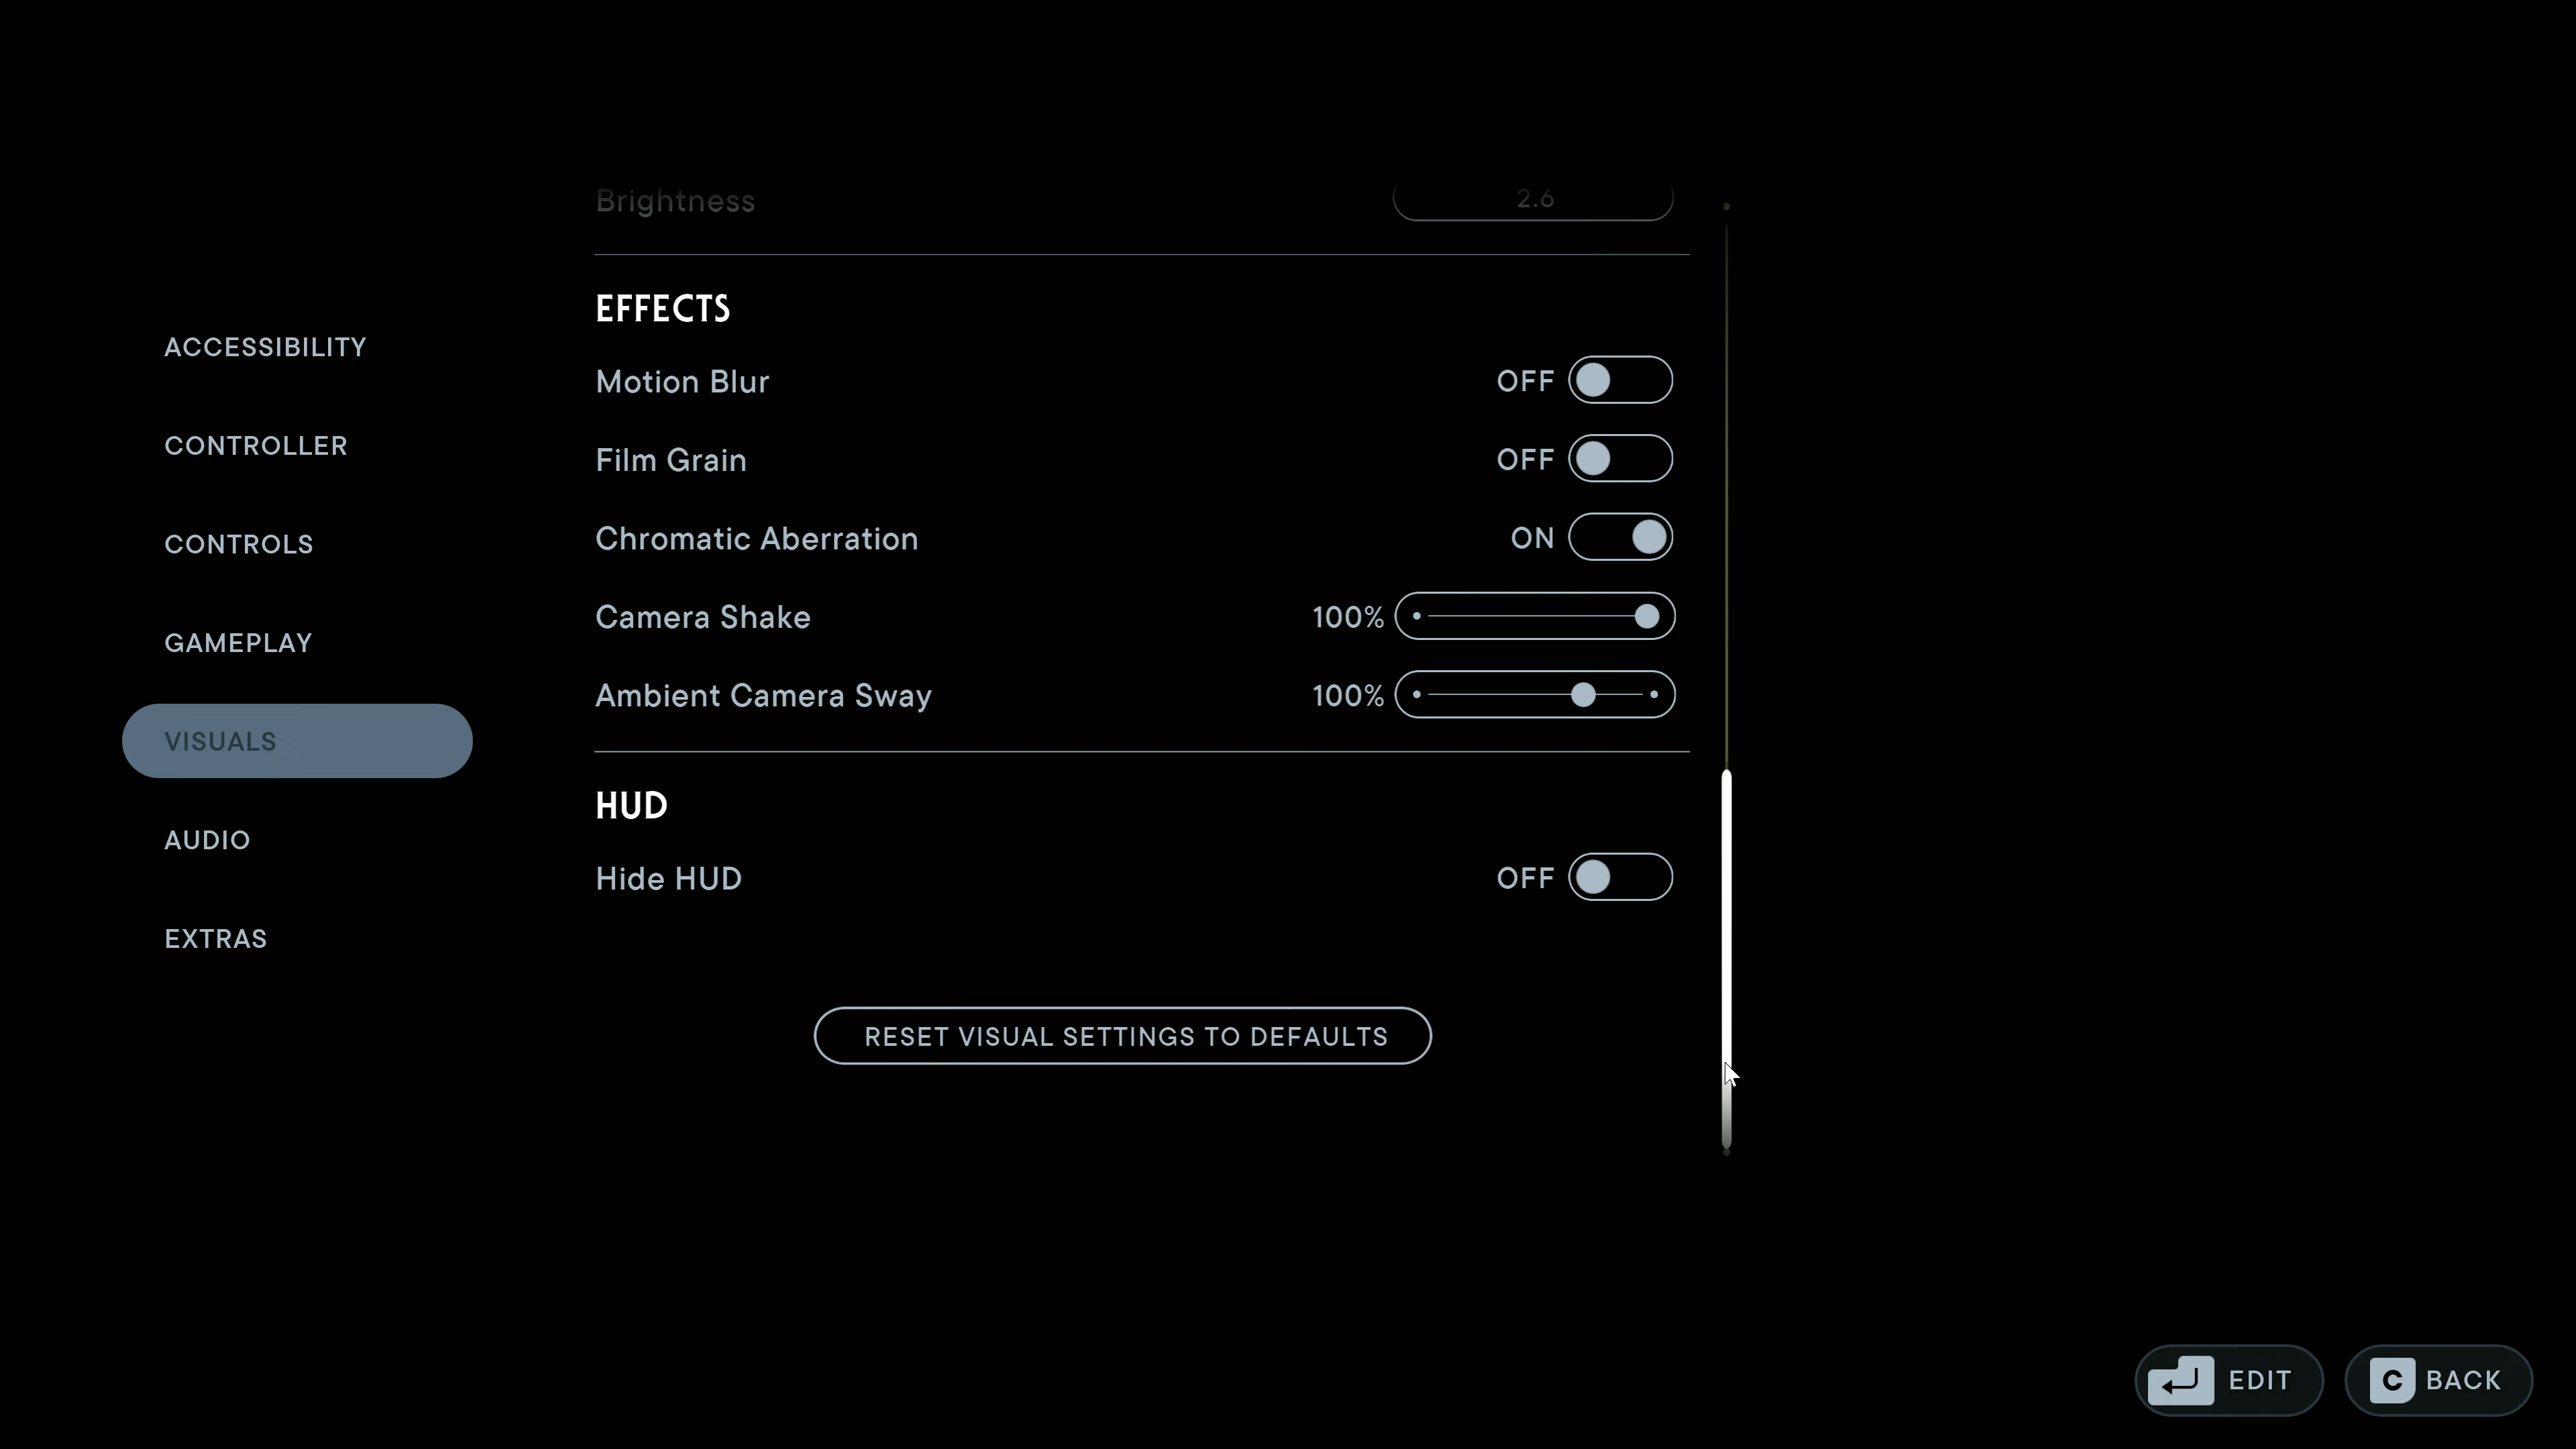 Brightness 2.6
EFFECTS
ACCESSIBILITY
Motion Blur OFF
CONTROLLER
Film Grain OFF
CONTROLS
Chromatic Aberration ON
Camera Shake 100%
GAMEPLAY
Ambient Camera Sway 100%
VISUALS
HUD
AUDIO
Hide HUD OFF
EXTRAS
RESET VISUAL SETTINGS TO DEFAULTS
EDIT C BACK